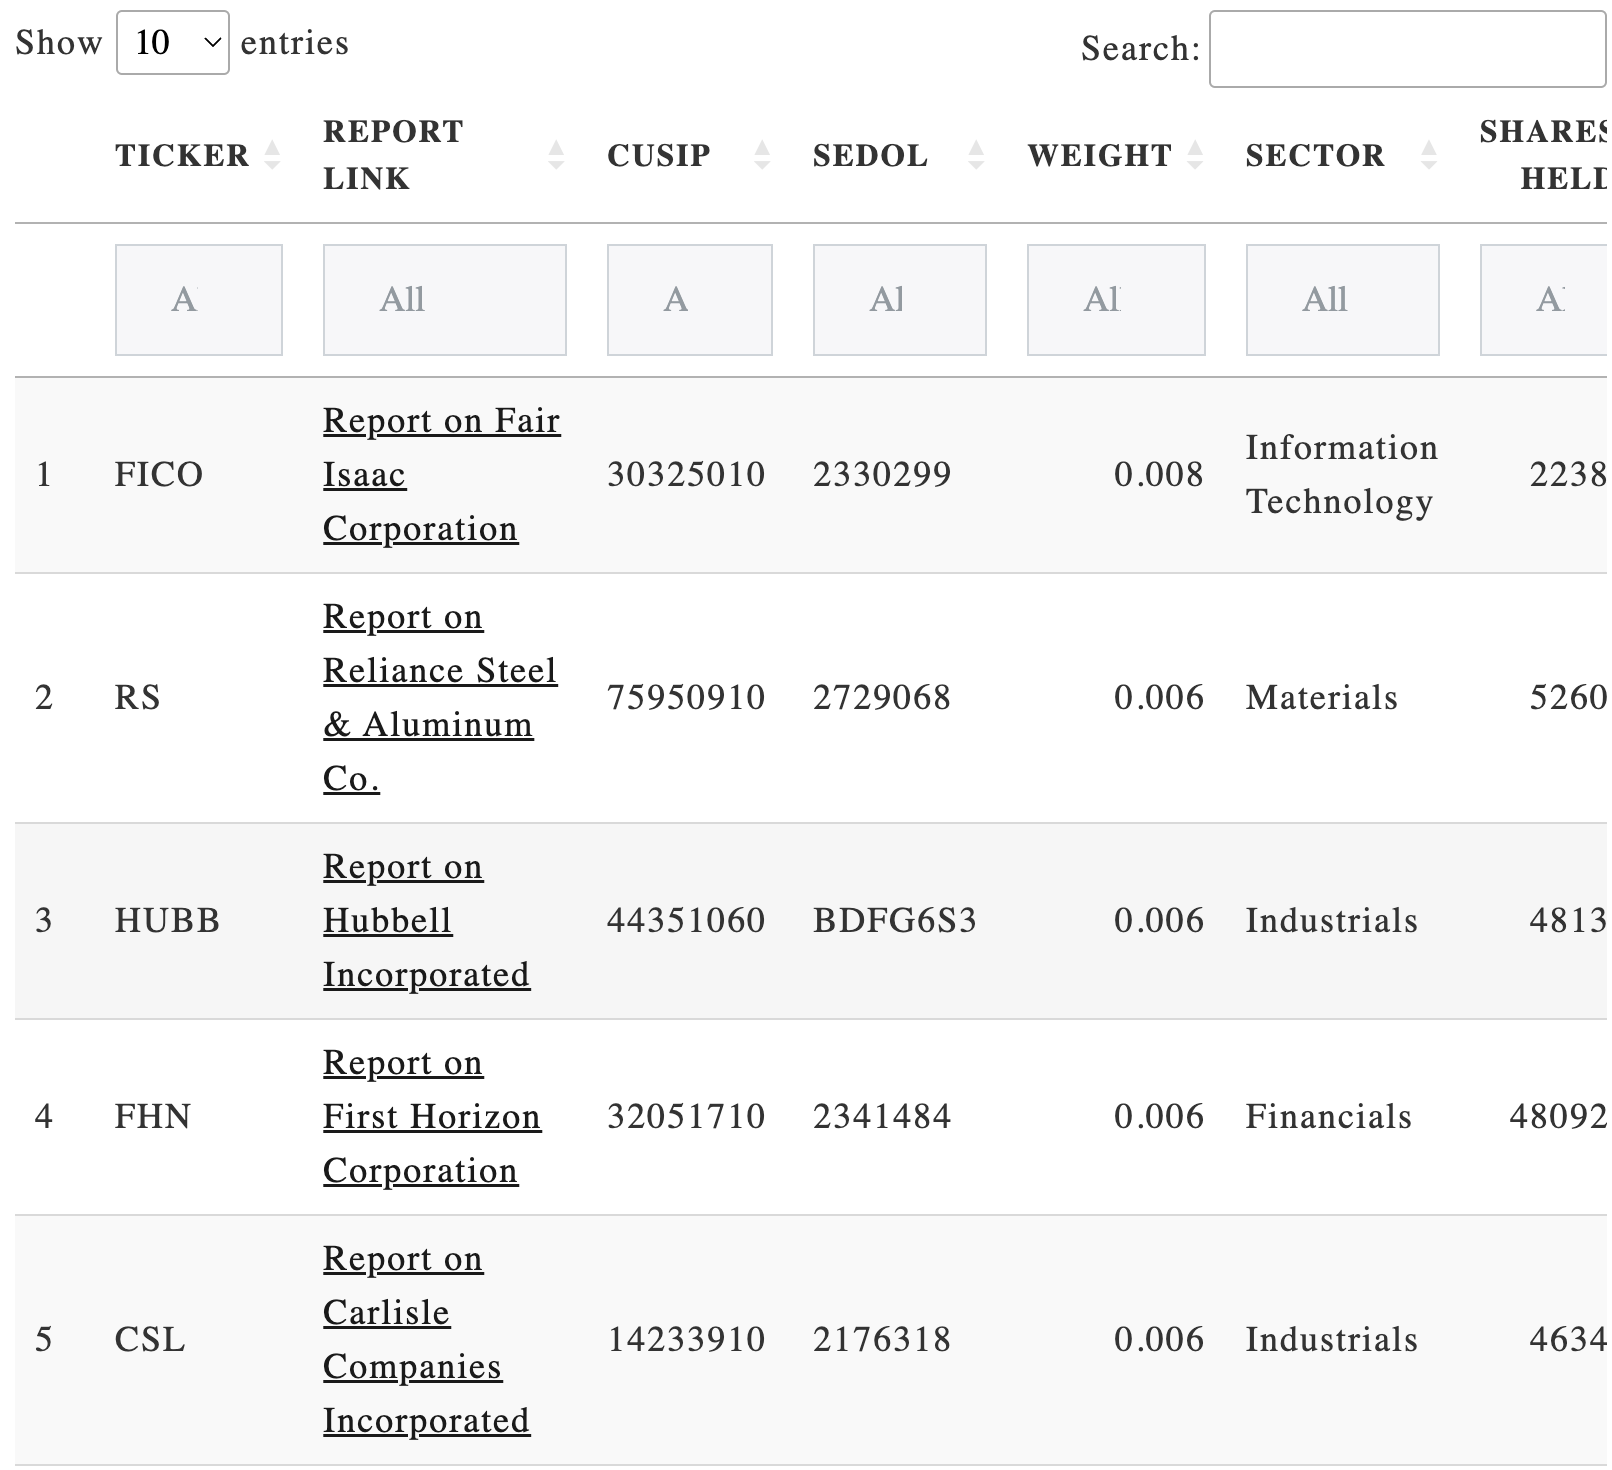 Show 10 entries
Search:
TICKER REPORT LINK CUSIP SEDOL WEIGHT SECTOR SHARES HELD
A All A Al Al All A
1 FICO Report on Fair Isaac Corporation 30325010 2330299 0.008 Information Technology 2238
2 RS Report on Reliance Steel & Aluminum Co. 75950910 2729068 0.006 Materials 5260
3 HUBB Report on Hubbell Incorporated 44351060 BDFG6S3 0.006 Industrials 4813
4 FHN Report on First Horizon Corporation 32051710 2341484 0.006 Financials 48092
5 CSL Report on Carlisle Companies Incorporated 14233910 2176318 0.006 Industrials 4634